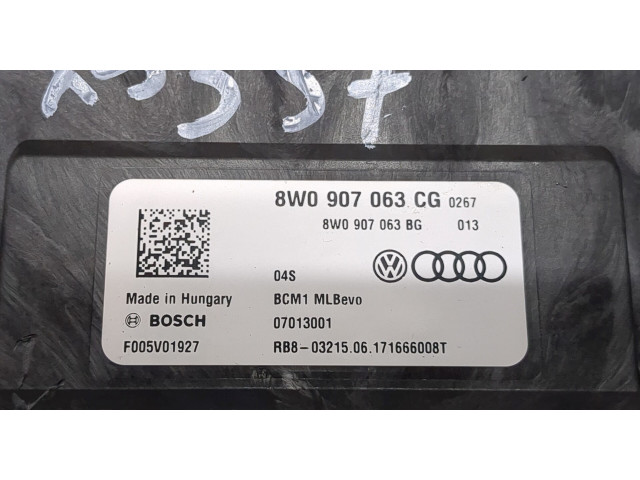 8W0 907 063 CG 0267
8W0 907 063 BG 013
04S
Made in Hungary BCM1 MLBevo
BOSCH 07013001
F005V01927 RB8-03215.06.171666008T